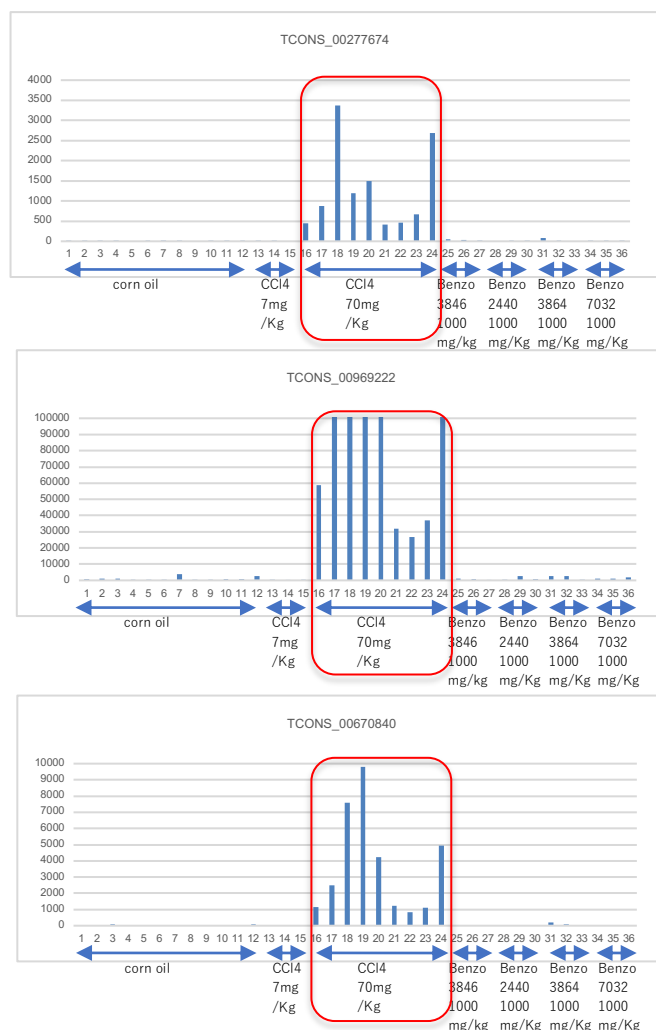 TCONS_00277674
4000
3500
3000
2500
2000
1500
1000
500
0
1 2 3 4 5 6 7 8 9 10 11 12 13 14 15 16 17 18 19 20 21 22 23 24 25 26 27 28 29 30 31 32 33 34 35 36
corn oil CCl4 CCl4 Benzo Benzo Benzo Benzo
7mg 70mg 3846 2440 3864 7032
/Kg /Kg 1000 1000 1000 1000
mg/kg mg/Kg mg/Kg mg/Kg
TCONS_00969222
100000
90000
80000
70000
60000
50000
40000
30000
20000
10000
0
1 2 3 4 5 6 7 8 9 10 11 12 13 14 15 16 17 18 19 20 21 22 23 24 25 26 27 28 29 30 31 32 33 34 35 36
corn oil CCl4 CCl4 Benzo Benzo Benzo Benzo
7mg 70mg 3846 2440 3864 7032
/Kg /Kg 1000 1000 1000 1000
mg/kg mg/Kg mg/Kg mg/Kg
TCONS_00670840
10000
9000
8000
7000
6000
5000
4000
3000
2000
1000
0
1 2 3 4 5 6 7 8 9 10 11 12 13 14 15 16 17 18 19 20 21 22 23 24 25 26 27 28 29 30 31 32 33 34 35 36
corn oil CCl4 CCl4 Benzo Benzo Benzo Benzo
7mg 70mg 3846 2440 3864 7032
/Kg /Kg 1000 1000 1000 1000
mg/kg mg/Kg mg/Kg mg/Kg